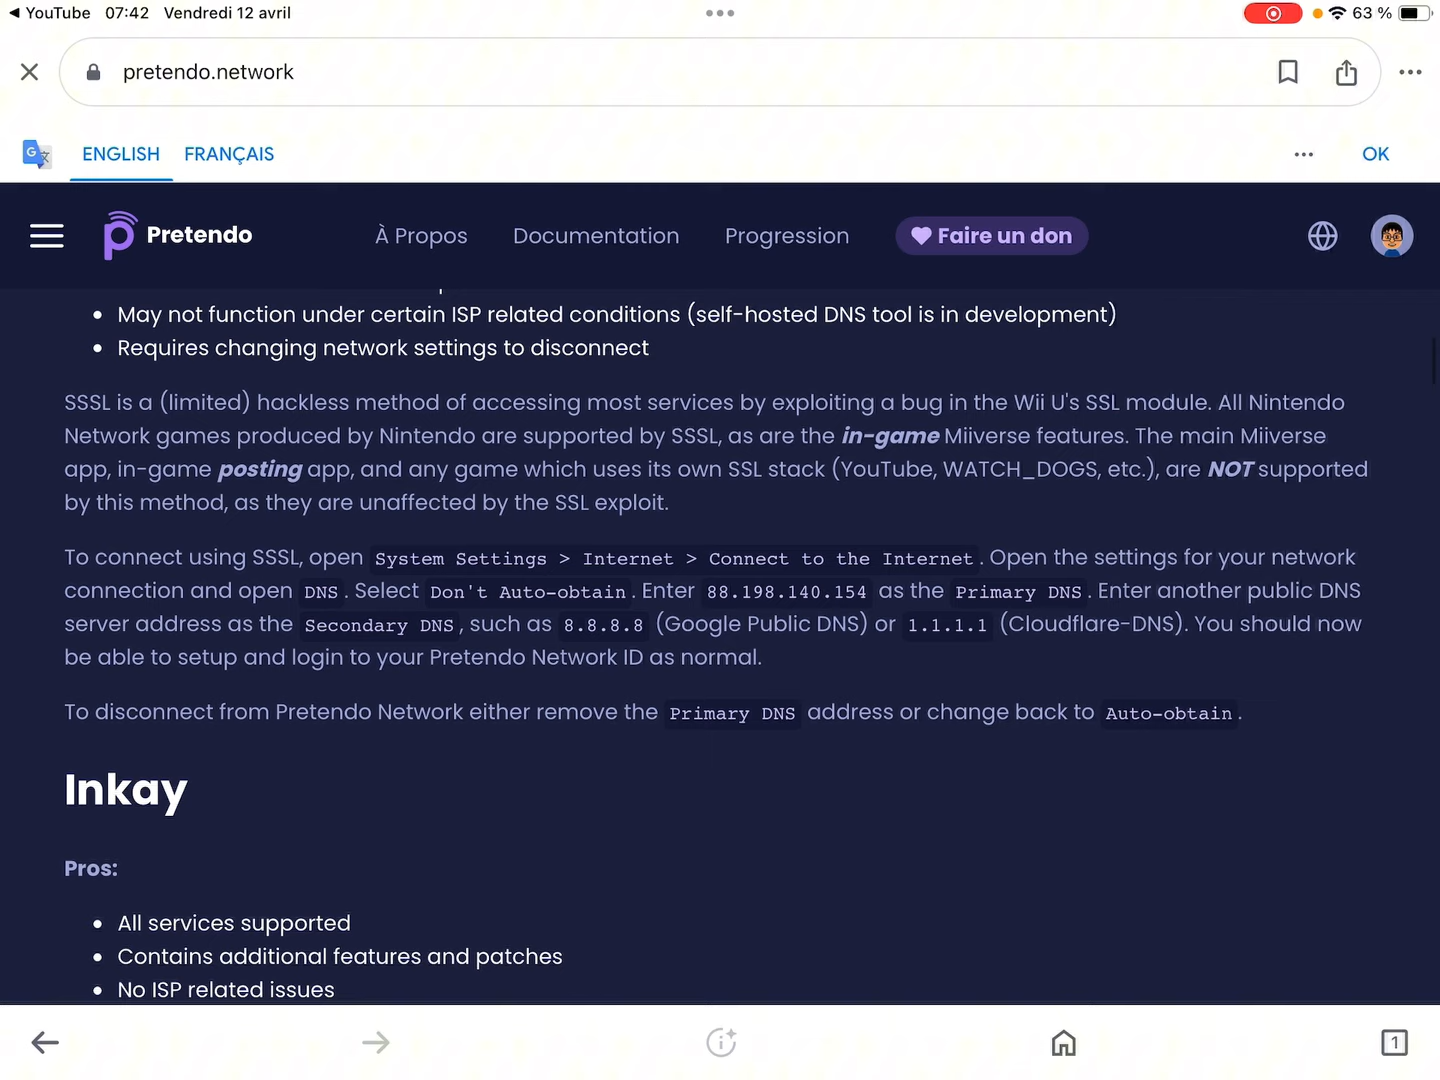 YouTube 07:42 Vendredi 12 avril
63 %
pretendo.network
ENGLISH FRANÇAIS
OK
Pretendo À Propos Documentation Progression Faire un don
• May not function under certain ISP related conditions (self-hosted DNS tool is in development)
• Requires changing network settings to disconnect
SSSL is a (limited) hackless method of accessing most services by exploiting a bug in the Wii U's SSL module. All Nintendo
Network games produced by Nintendo are supported by SSSL, as are the in-game Miiverse features. The main Miiverse
app, in-game posting app, and any game which uses its own SSL stack (YouTube, WATCH_DOGS, etc.), are NOT supported
by this method, as they are unaffected by the SSL exploit.
To connect using SSSL, open System Settings > Internet > Connect to the Internet. Open the settings for your network
connection and open DNS. Select Don't Auto-obtain. Enter 88.198.140.154 as the Primary DNS. Enter another public DNS
server address as the Secondary DNS, such as 8.8.8.8 (Google Public DNS) or 1.1.1.1 (Cloudflare-DNS). You should now
be able to setup and login to your Pretendo Network ID as normal.
To disconnect from Pretendo Network either remove the Primary DNS address or change back to Auto-obtain.
Inkay
Pros:
• All services supported
• Contains additional features and patches
• No ISP related issues
1